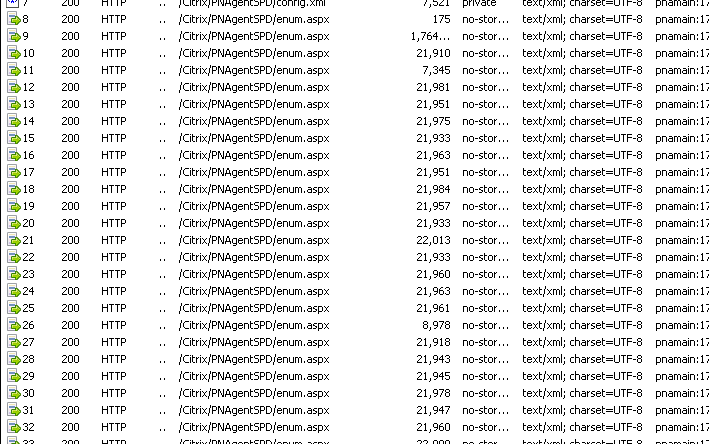 7 200 HTTP .. /Citrix/PNAgentSPD/config.xml 7,521 private text/xml; charset=UTF-8 pnamain:17
8 200 HTTP .. /Citrix/PNAgentSPD/enum.aspx 175 no-stor... text/xml; charset=UTF-8 pnamain:17
9 200 HTTP .. /Citrix/PNAgentSPD/enum.aspx 1,764... no-stor... text/xml; charset=UTF-8 pnamain:17
10 200 HTTP .. /Citrix/PNAgentSPD/enum.aspx 21,910 no-stor... text/xml; charset=UTF-8 pnamain:17
11 200 HTTP .. /Citrix/PNAgentSPD/enum.aspx 7,345 no-stor... text/xml; charset=UTF-8 pnamain:17
12 200 HTTP .. /Citrix/PNAgentSPD/enum.aspx 21,981 no-stor... text/xml; charset=UTF-8 pnamain:17
13 200 HTTP .. /Citrix/PNAgentSPD/enum.aspx 21,951 no-stor... text/xml; charset=UTF-8 pnamain:17
14 200 HTTP .. /Citrix/PNAgentSPD/enum.aspx 21,975 no-stor... text/xml; charset=UTF-8 pnamain:17
15 200 HTTP .. /Citrix/PNAgentSPD/enum.aspx 21,933 no-stor... text/xml; charset=UTF-8 pnamain:17
16 200 HTTP .. /Citrix/PNAgentSPD/enum.aspx 21,963 no-stor... text/xml; charset=UTF-8 pnamain:17
17 200 HTTP .. /Citrix/PNAgentSPD/enum.aspx 21,951 no-stor... text/xml; charset=UTF-8 pnamain:17
18 200 HTTP .. /Citrix/PNAgentSPD/enum.aspx 21,984 no-stor... text/xml; charset=UTF-8 pnamain:17
19 200 HTTP .. /Citrix/PNAgentSPD/enum.aspx 21,957 no-stor... text/xml; charset=UTF-8 pnamain:17
20 200 HTTP .. /Citrix/PNAgentSPD/enum.aspx 21,933 no-stor... text/xml; charset=UTF-8 pnamain:17
21 200 HTTP .. /Citrix/PNAgentSPD/enum.aspx 22,013 no-stor... text/xml; charset=UTF-8 pnamain:17
22 200 HTTP .. /Citrix/PNAgentSPD/enum.aspx 21,933 no-stor... text/xml; charset=UTF-8 pnamain:17
23 200 HTTP .. /Citrix/PNAgentSPD/enum.aspx 21,960 no-stor... text/xml; charset=UTF-8 pnamain:17
24 200 HTTP .. /Citrix/PNAgentSPD/enum.aspx 21,963 no-stor... text/xml; charset=UTF-8 pnamain:17
25 200 HTTP .. /Citrix/PNAgentSPD/enum.aspx 21,961 no-stor... text/xml; charset=UTF-8 pnamain:17
26 200 HTTP .. /Citrix/PNAgentSPD/enum.aspx 8,978 no-stor... text/xml; charset=UTF-8 pnamain:17
27 200 HTTP .. /Citrix/PNAgentSPD/enum.aspx 21,918 no-stor... text/xml; charset=UTF-8 pnamain:17
28 200 HTTP .. /Citrix/PNAgentSPD/enum.aspx 21,943 no-stor... text/xml; charset=UTF-8 pnamain:17
29 200 HTTP .. /Citrix/PNAgentSPD/enum.aspx 21,945 no-stor... text/xml; charset=UTF-8 pnamain:17
30 200 HTTP .. /Citrix/PNAgentSPD/enum.aspx 21,978 no-stor... text/xml; charset=UTF-8 pnamain:17
31 200 HTTP .. /Citrix/PNAgentSPD/enum.aspx 21,947 no-stor... text/xml; charset=UTF-8 pnamain:17
32 200 HTTP .. /Citrix/PNAgentSPD/enum.aspx 21,960 no-stor... text/xml; charset=UTF-8 pnamain:17